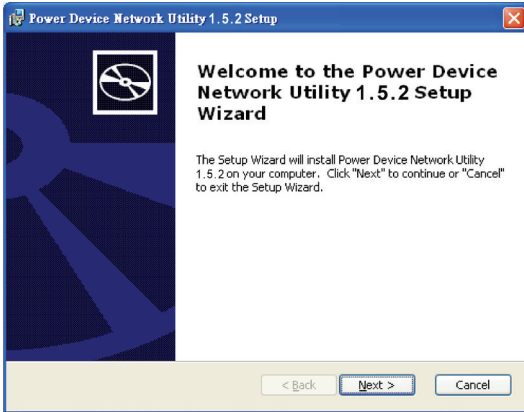 Power Device Network Utility 1.5.2 Setup
Welcome to the Power Device
Network Utility 1.5.2 Setup
Wizard
The Setup Wizard will install Power Device Network Utility
1.5.2 on your computer. Click "Next" to continue or "Cancel"
to exit the Setup Wizard.
< Back
Next >
Cancel